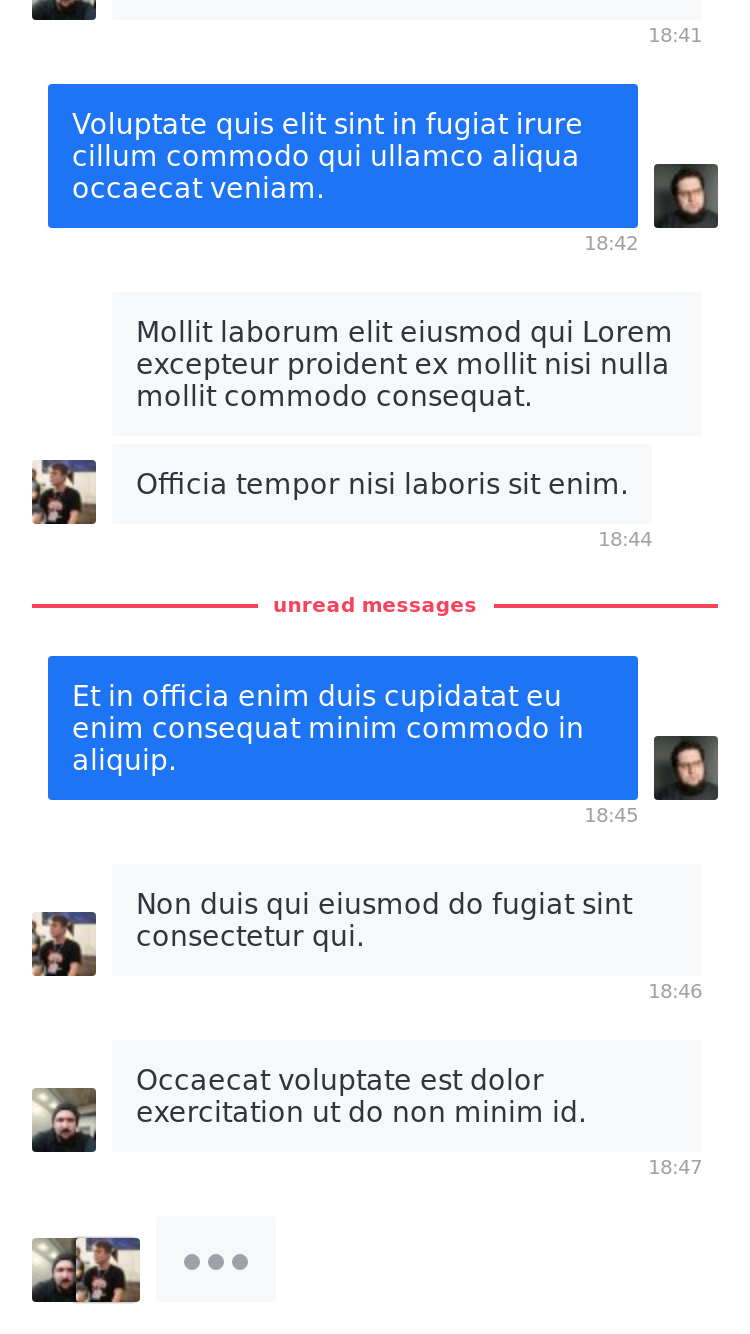 18:41
Voluptate quis elit sint in fugiat irure
cillum commodo qui ullamco aliqua
occaecat veniam.
18:42
Mollit laborum elit eiusmod qui Lorem
excepteur proident ex mollit nisi nulla
mollit commodo consequat.
Officia tempor nisi laboris sit enim.
18:44
unread messages
Et in officia enim duis cupidatat eu
enim consequat minim commodo in
aliquip.
18:45
Non duis qui eiusmod do fugiat sint
consectetur qui.
18:46
Occaecat voluptate est dolor
exercitation ut do non minim id.
18:47